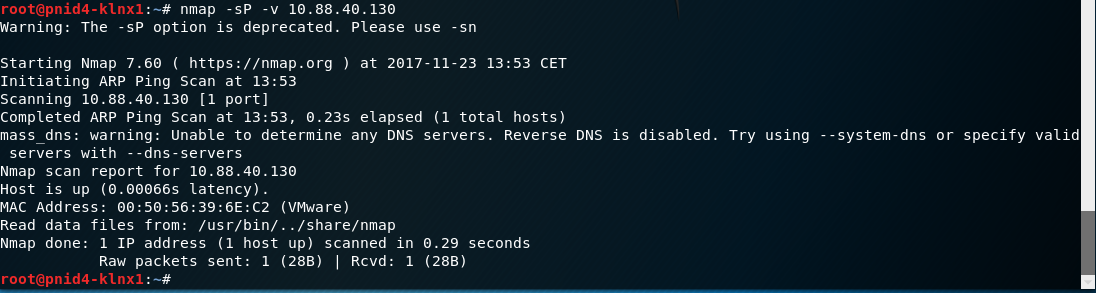 root@pnid4-klnx1:~# nmap -sP -v 10.88.40.130
Warning: The -sP option is deprecated. Please use -sn
Starting Nmap 7.60 ( https://nmap.org ) at 2017-11-23 13:53 CET
Initiating ARP Ping Scan at 13:53
Scanning 10.88.40.130 [1 port]
Completed ARP Ping Scan at 13:53, 0.23s elapsed (1 total hosts)
mass_dns: warning: Unable to determine any DNS servers. Reverse DNS is disabled. Try using --system-dns or specify valid
 servers with --dns-servers
Nmap scan report for 10.88.40.130
Host is up (0.00066s latency).
MAC Address: 00:50:56:39:6E:C2 (VMware)
Read data files from: /usr/bin/../share/nmap
Nmap done: 1 IP address (1 host up) scanned in 0.29 seconds
           Raw packets sent: 1 (28B) | Rcvd: 1 (28B)
root@pnid4-klnx1:~#